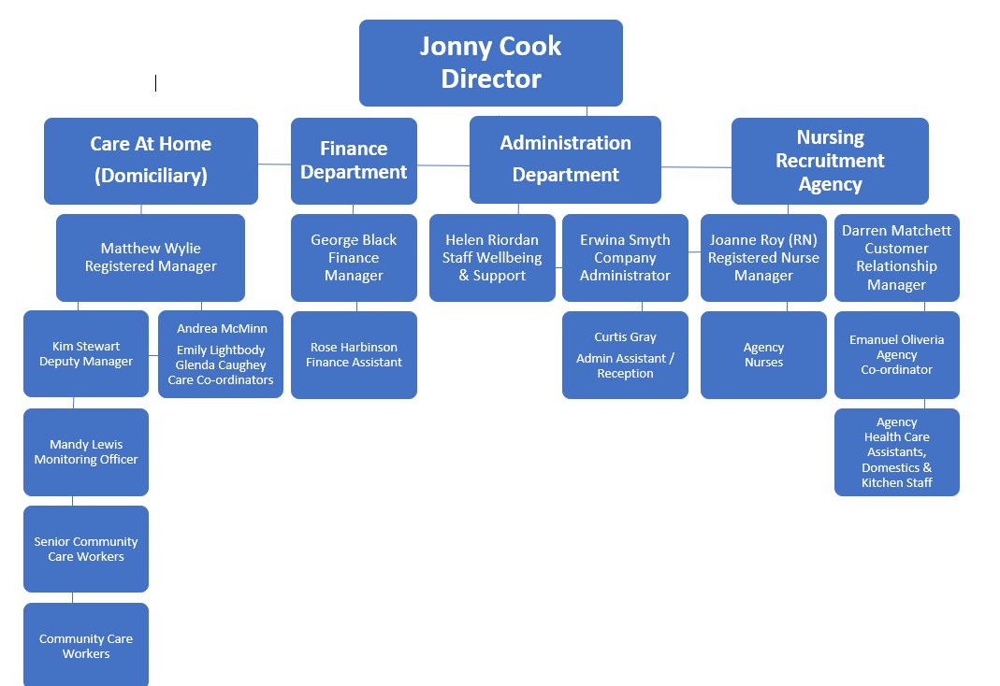 Jonny Cook
Director
Care At Home
(Domiciliary)
Finance
Department
Administration
Department
Nursing
Recruitment
Agency
Matthew Wylie
Registered Manager
George Black
Finance
Manager
Helen Riordan
Staff Wellbeing
& Support
Erwina Smyth
Company
Administrator
Joanne Roy (RN)
Registered Nurse
Manager
Darren Matchett
Customer
Relationship
Manager
Kim Stewart
Deputy Manager
Andrea McMinn
Emily Lightbody
Glenda Caughey
Care Co-ordinators
Rose Harbinson
Finance Assistant
Curtis Gray
Admin Assistant /
Reception
Agency
Nurses
Emanuel Oliveria
Agency
Co-ordinator
Mandy Lewis
Monitoring Officer
Agency
Health Care
Assistants,
Domestics &
Kitchen Staff
Senior Community
Care Workers
Community Care
Workers